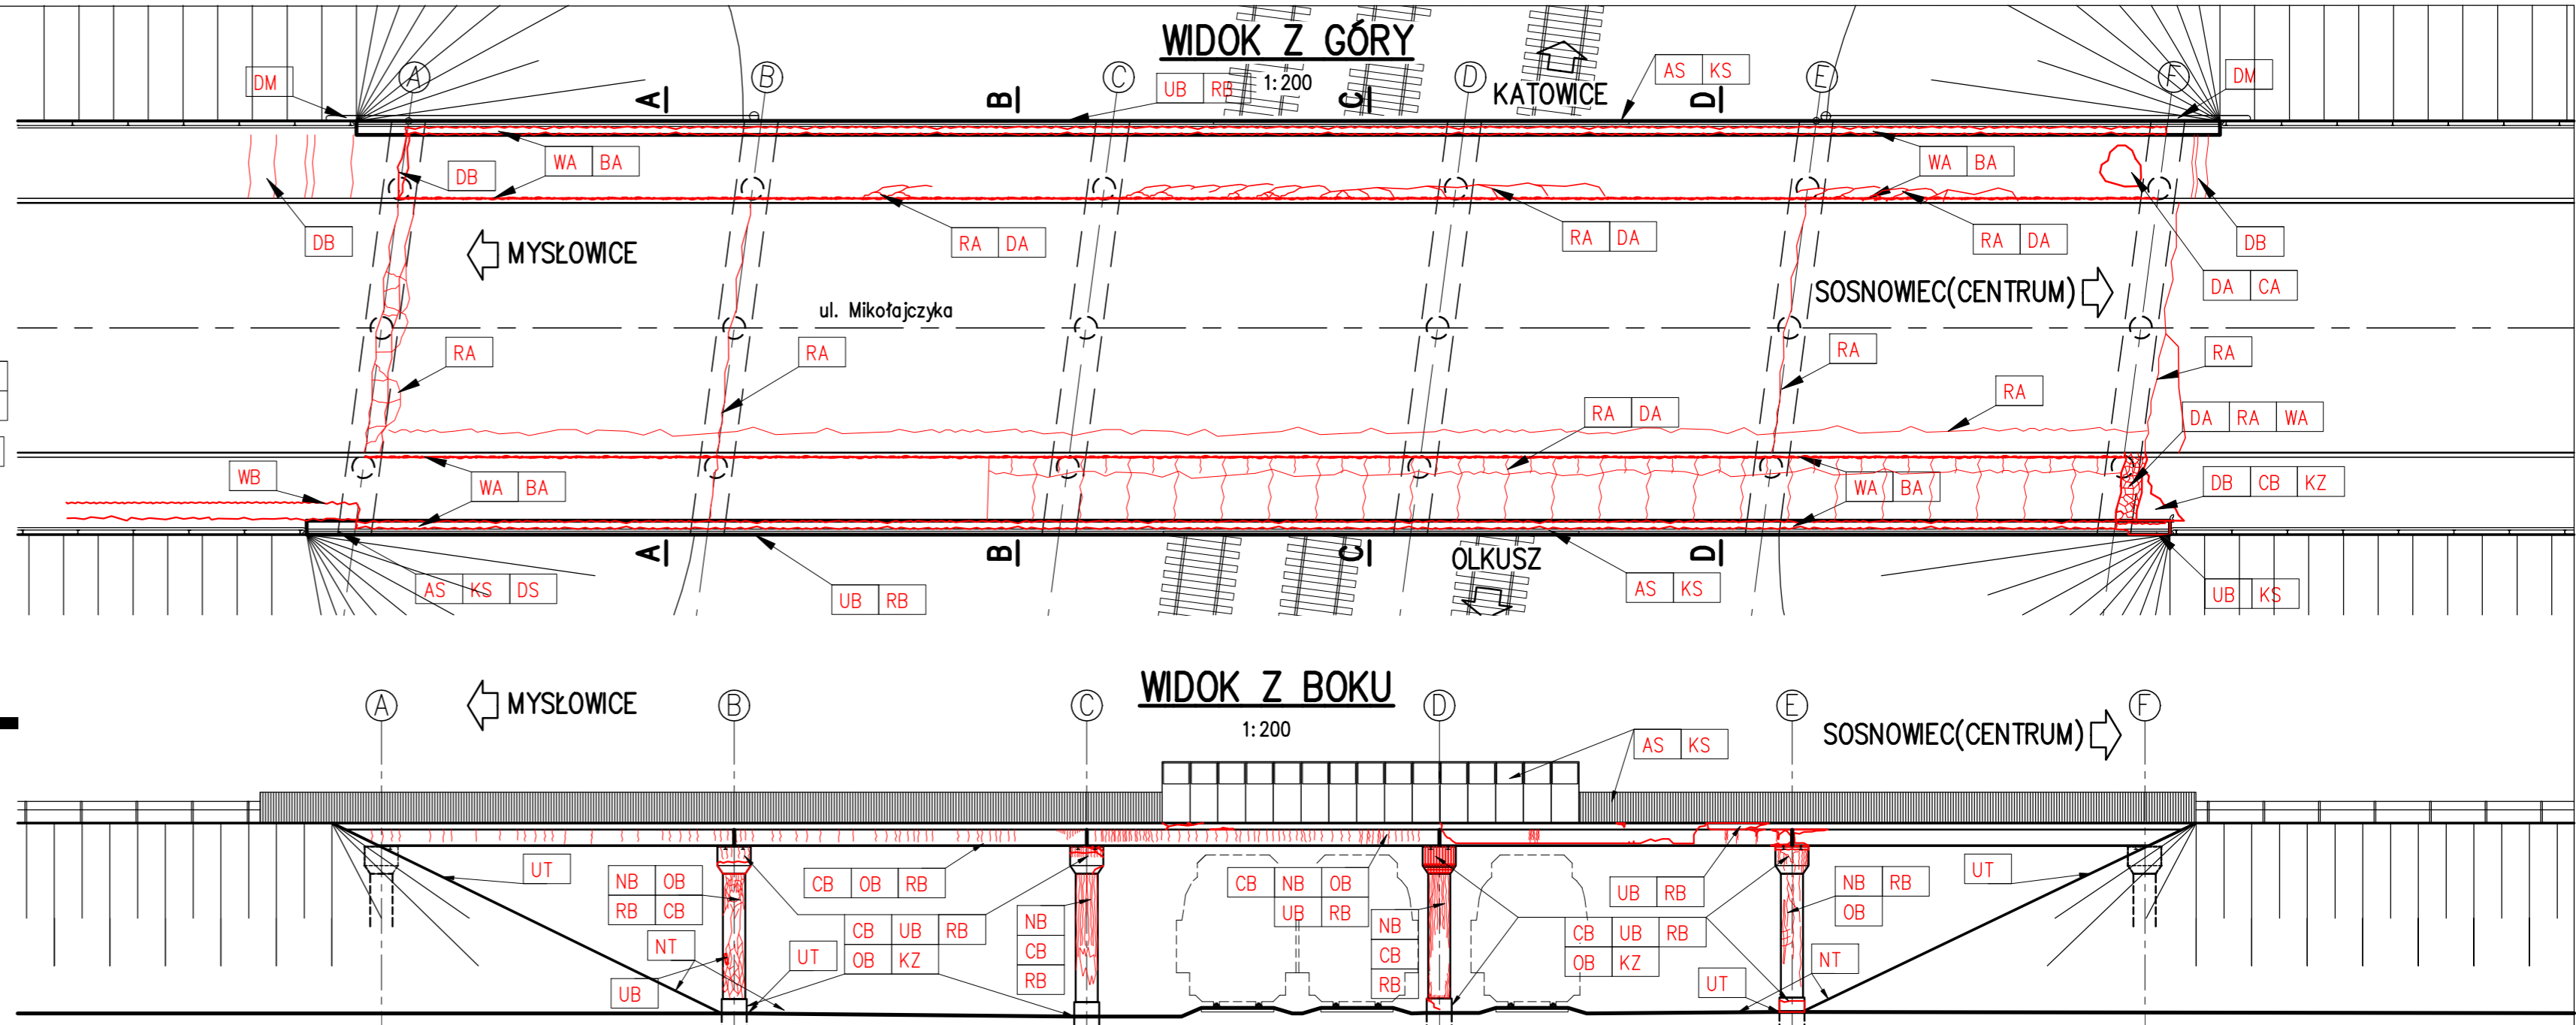 WIDOK Z GÓRY
1:200
A B C D E F
DM
UB RB
AS KS
KATOWICE
DM
A B C D
WA BA
DB
WA BA
DB
RA DA
RA DA
RA DA
DB
MYSŁOWICE
SOSNOWIEC(CENTRUM)
DA CA
ul. Mikołajczyka
RA
RA
RA
RA
RA
RA DA
DA RA WA
WB
WA BA
WA BA
DB CB KZ
A B C D
OLKUSZ
AS KS DS
UB RB
AS KS
UB KS
WIDOK Z BOKU
1:200
MYSŁOWICE
A B C D E F
SOSNOWIEC(CENTRUM)
AS KS
UT
NB OB
RB CB
CB OB RB
CB NB OB
UB RB
UB RB
NB RB
OB
UT
CB UB RB
OB KZ
NB
CB
RB
NB
CB
RB
CB UB RB
OB KZ
NT
UT
UB
UT
NT